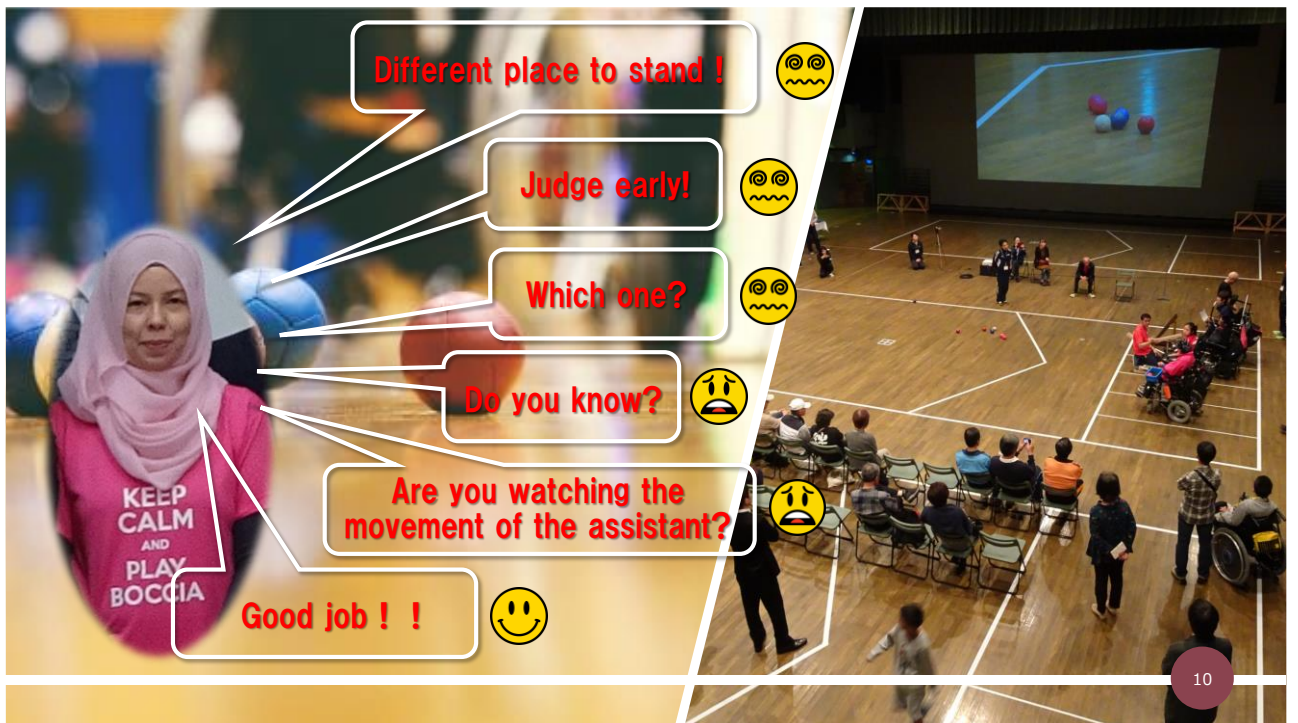 Different place to stand！
Judge early!
Which one?
Do you know?
Are you watching the
movement of the assistant?
Good job！！
KEEP
CALM
AND
PLAY
BOCCIA
10